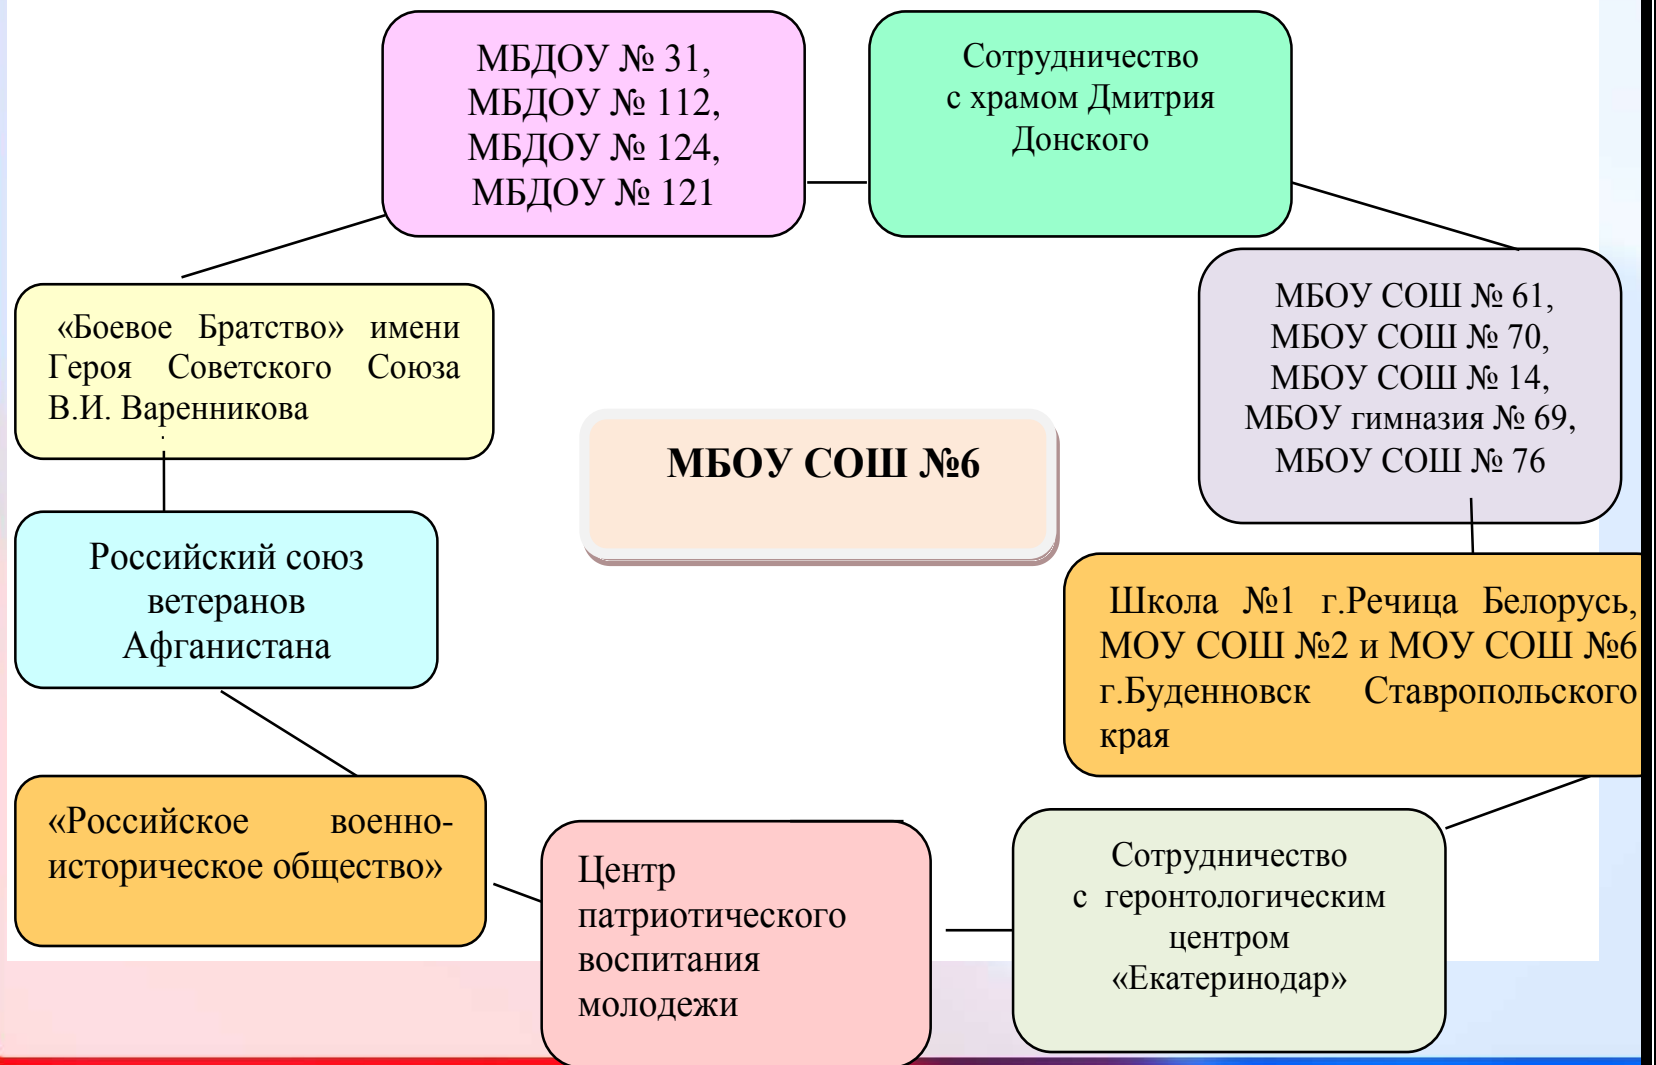 МБДОУ № 31,
МБДОУ № 112,
МБДОУ № 124,
МБДОУ № 121
Сотрудничество
с храмом Дмитрия
Донского
«Боевое Братство» имени
Героя Советского Союза
В.И. Варенникова
.
МБОУ СОШ № 61,
МБОУ СОШ № 70,
МБОУ СОШ № 14,
МБОУ гимназия № 69,
МБОУ СОШ № 76
МБОУ СОШ №6
Российский союз
ветеранов
Афганистана
Школа №1 г.Речица Белорусь,
МОУ СОШ №2 и МОУ СОШ №6
г.Буденновск Ставропольского
края
«Российское военно-
историческое общество»
Центр
патриотического
воспитания
молодежи
Сотрудничество
с геронтологическим
центром
«Екатеринодар»